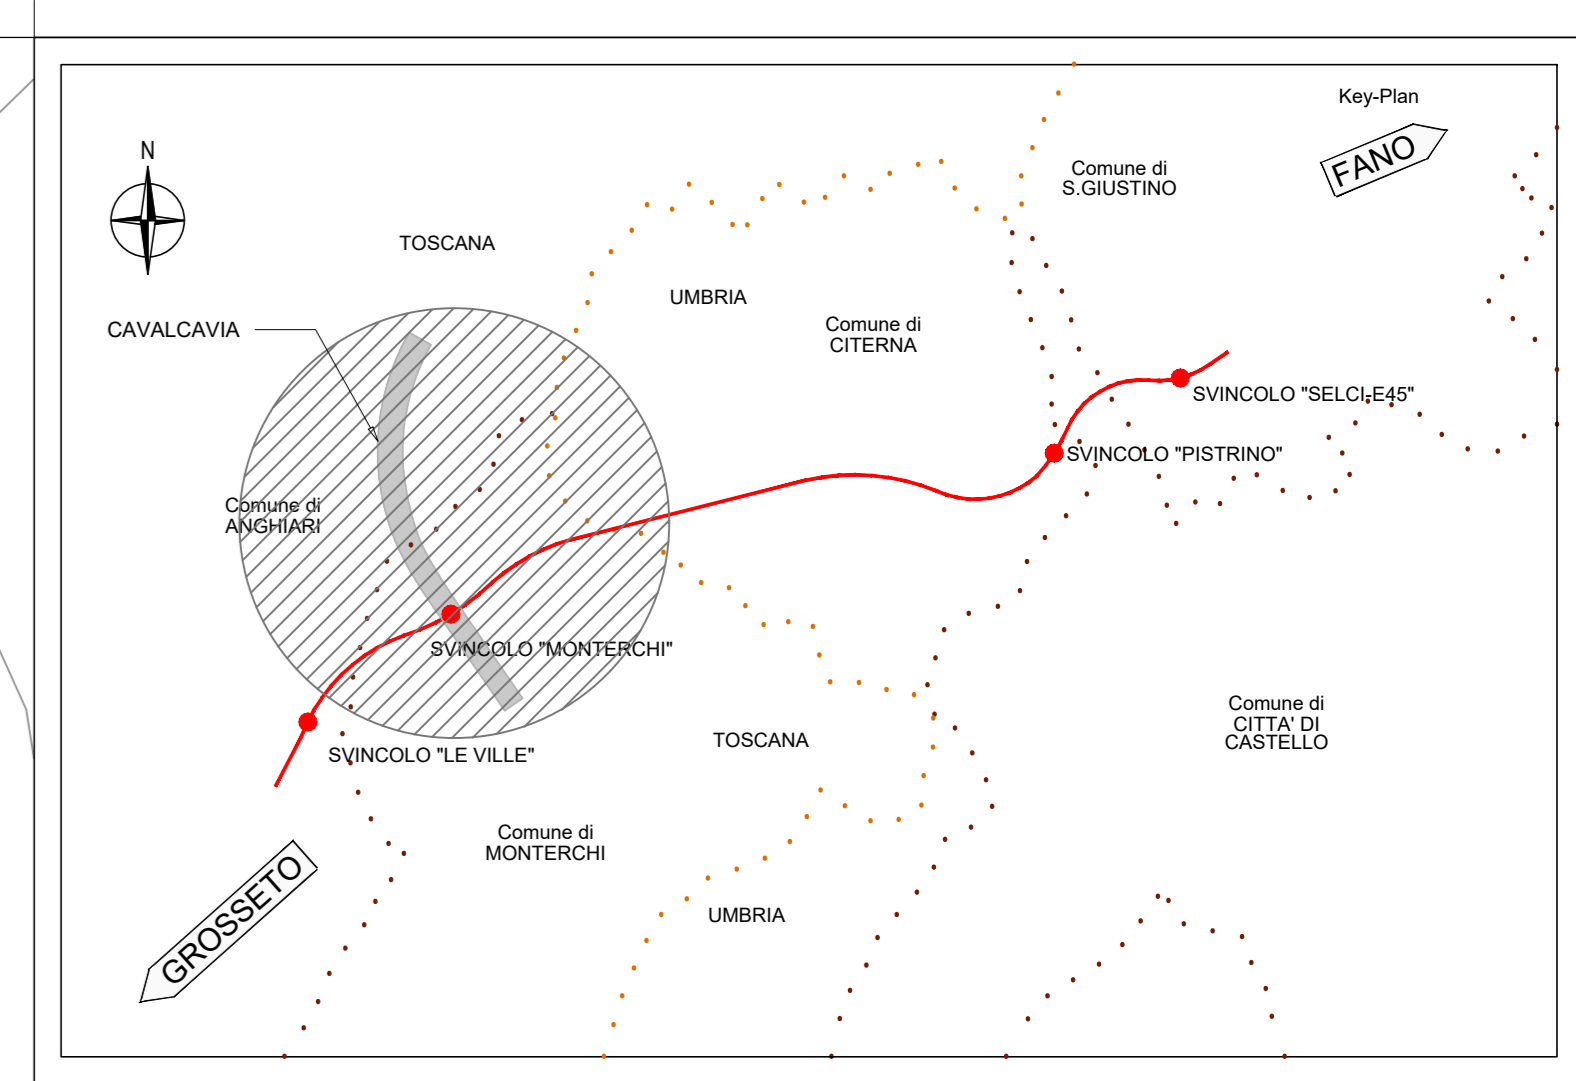 Key-Plan
FANO
N
Comune di
S.GIUSTINO
TOSCANA
UMBRIA
CAVALCAVIA
Comune di
CITERNA
SVINCOLO "SELCI-E45"
SVINCOLO "PISTRINO"
Comune di
ANGHIARI
SVINCOLO "MONTERCHI"
Comune di
CITTA' DI
CASTELLO
TOSCANA
SVINCOLO "LE VILLE"
Comune di
MONTERCHI
GROSSETO
UMBRIA